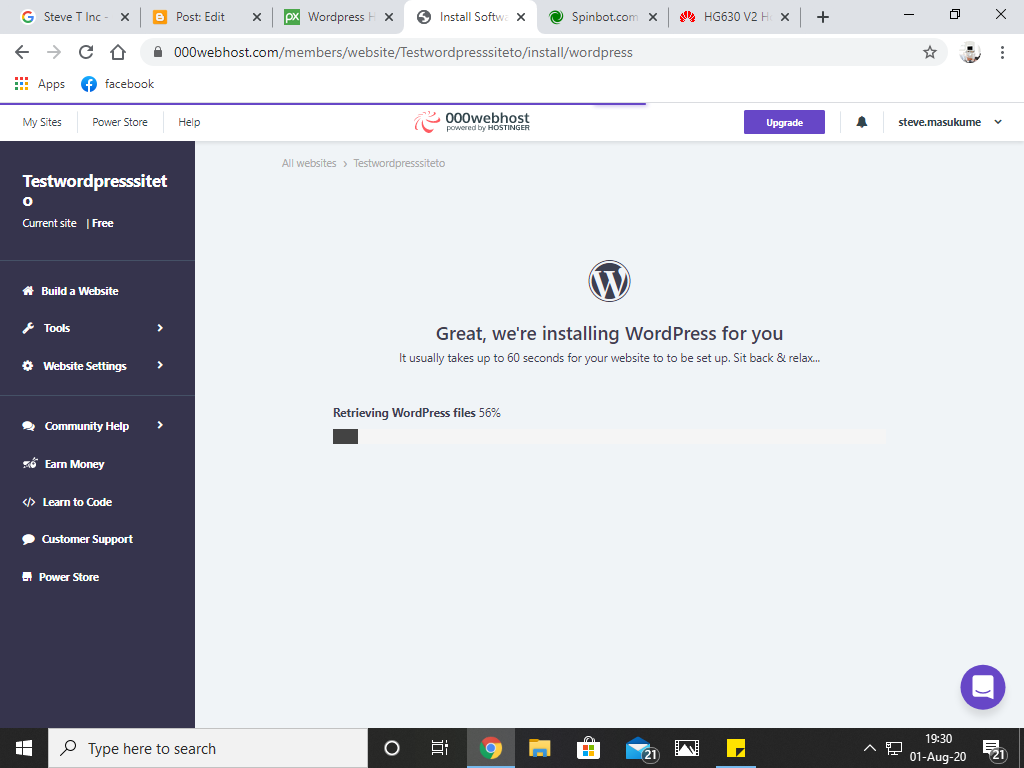 Steve T Inc -
Post: Edit
Wordpress H
Install Softwa
Spinbot.com
HG630 V2 H
000webhost.com/members/website/Testwordpresssiteto/install/wordpress
Apps
facebook
My Sites
Power Store
Help
000webhost
powered by HOSTINGER
Upgrade
steve.masukume
Testwordpresssitet
o
Current site | Free
All websites › Testwordpresssiteto
Build a Website
Tools
Website Settings
Community Help
Earn Money
Learn to Code
Customer Support
Power Store
W
Great, we're installing WordPress for you
It usually takes up to 60 seconds for your website to to be set up. Sit back & relax...
Retrieving WordPress files 56%
Type here to search
21
19:30
01-Aug-20
21